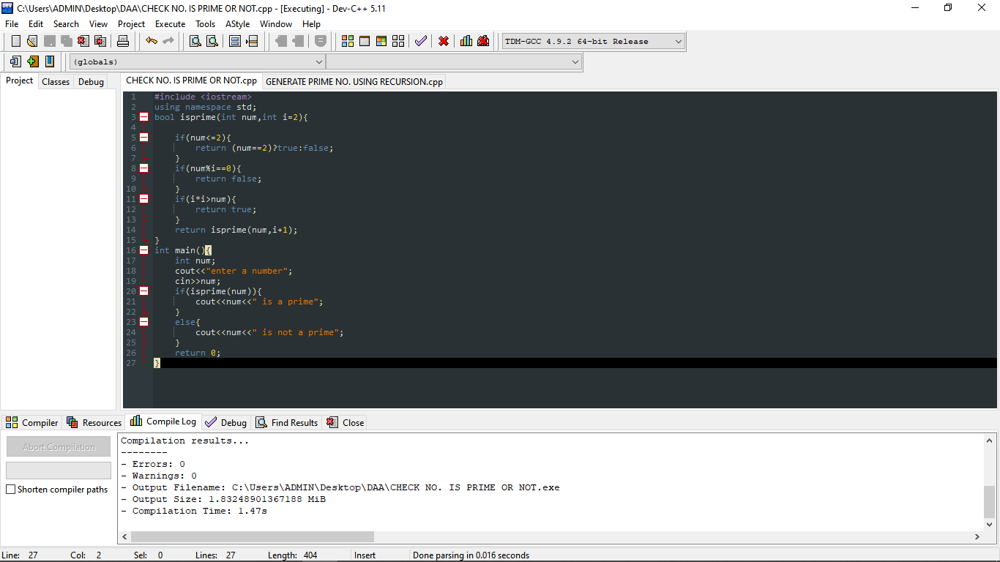 C:\Users\ADMIN\Desktop\DAA\CHECK NO. IS PRIME OR NOT.cpp - [Executing] - Dev-C++ 5.11
File Edit Search View Project Execute Tools AStyle Window Help
TDM-GCC 4.9.2 64-bit Release
(globals)
Project Classes Debug CHECK NO. IS PRIME OR NOT.cpp GENERATE PRIME NO. USING RECURSION.cpp
1 #include <iostream>
2 using namespace std;
3 bool isprime(int num,int i=2){
4
5 if(num<=2){
6 return (num==2)?true:false;
7 }
8 if(num%i==0){
9 return false;
10 }
11 if(i*i>num){
12 return true;
13 }
14 return isprime(num,i+1);
15 }
16 int main(){
17 int num;
18 cout<<"enter a number";
19 cin>>num;
20 if(isprime(num)){
21 cout<<num<<" is a prime";
22 }
23 else{
24 cout<<num<<" is not a prime";
25 }
26 return 0;
27 }
Compiler Resources Compile Log Debug Find Results Close
Abort Compilation
Shorten compiler paths
Compilation results...
--------
- Errors: 0
- Warnings: 0
- Output Filename: C:\Users\ADMIN\Desktop\DAA\CHECK NO. IS PRIME OR NOT.exe
- Output Size: 1.83248901367188 MiB
- Compilation Time: 1.47s
Line: 27 Col: 2 Sel: 0 Lines: 27 Length: 404 Insert Done parsing in 0.016 seconds